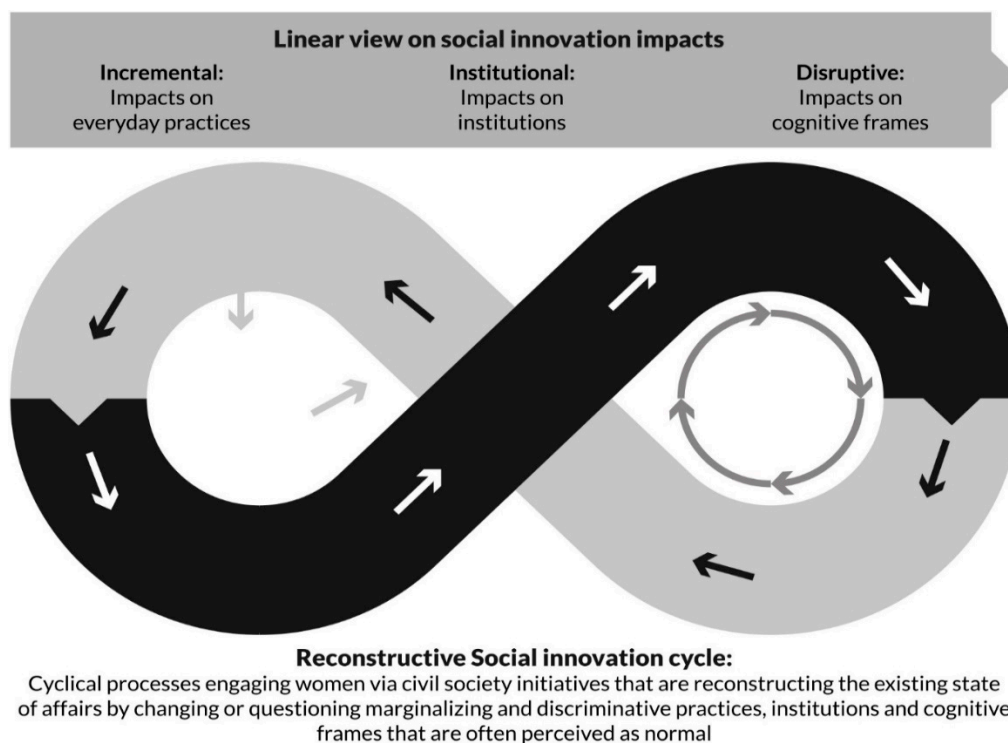 Linear view on social innovation impacts
Incremental: Institutional: Disruptive:
Impacts on Impacts on Impacts on
everyday practices institutions cognitive frames
Reconstructive Social innovation cycle:
Cyclical processes engaging women via civil society initiatives that are reconstructing the existing state
of affairs by changing or questioning marginalizing and discriminative practices, institutions and cognitive
frames that are often perceived as normal